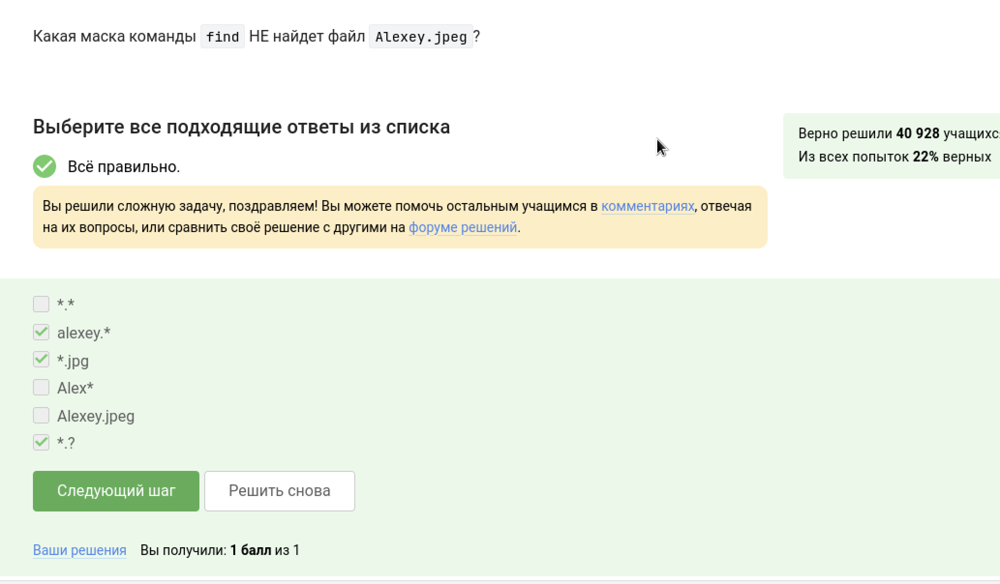 Какая маска команды find НЕ найдет файл Alexey.jpeg?
Выберите все подходящие ответы из списка
Верно решили 40 928
Из всех попыток 22% верных
Всё правильно.
Вы решили сложную задачу, поздравляем! Вы можете помочь остальным учащимся в комментариях, отвечая
на их вопросы, или сравнить своё решение с другими на форуме решений.
*.*
alexey.*
*.jpg
Alex*
Alexey.jpeg
*.?
Следующий шаг
Решить снова
Ваши решения Вы получили: 1 балл из 1